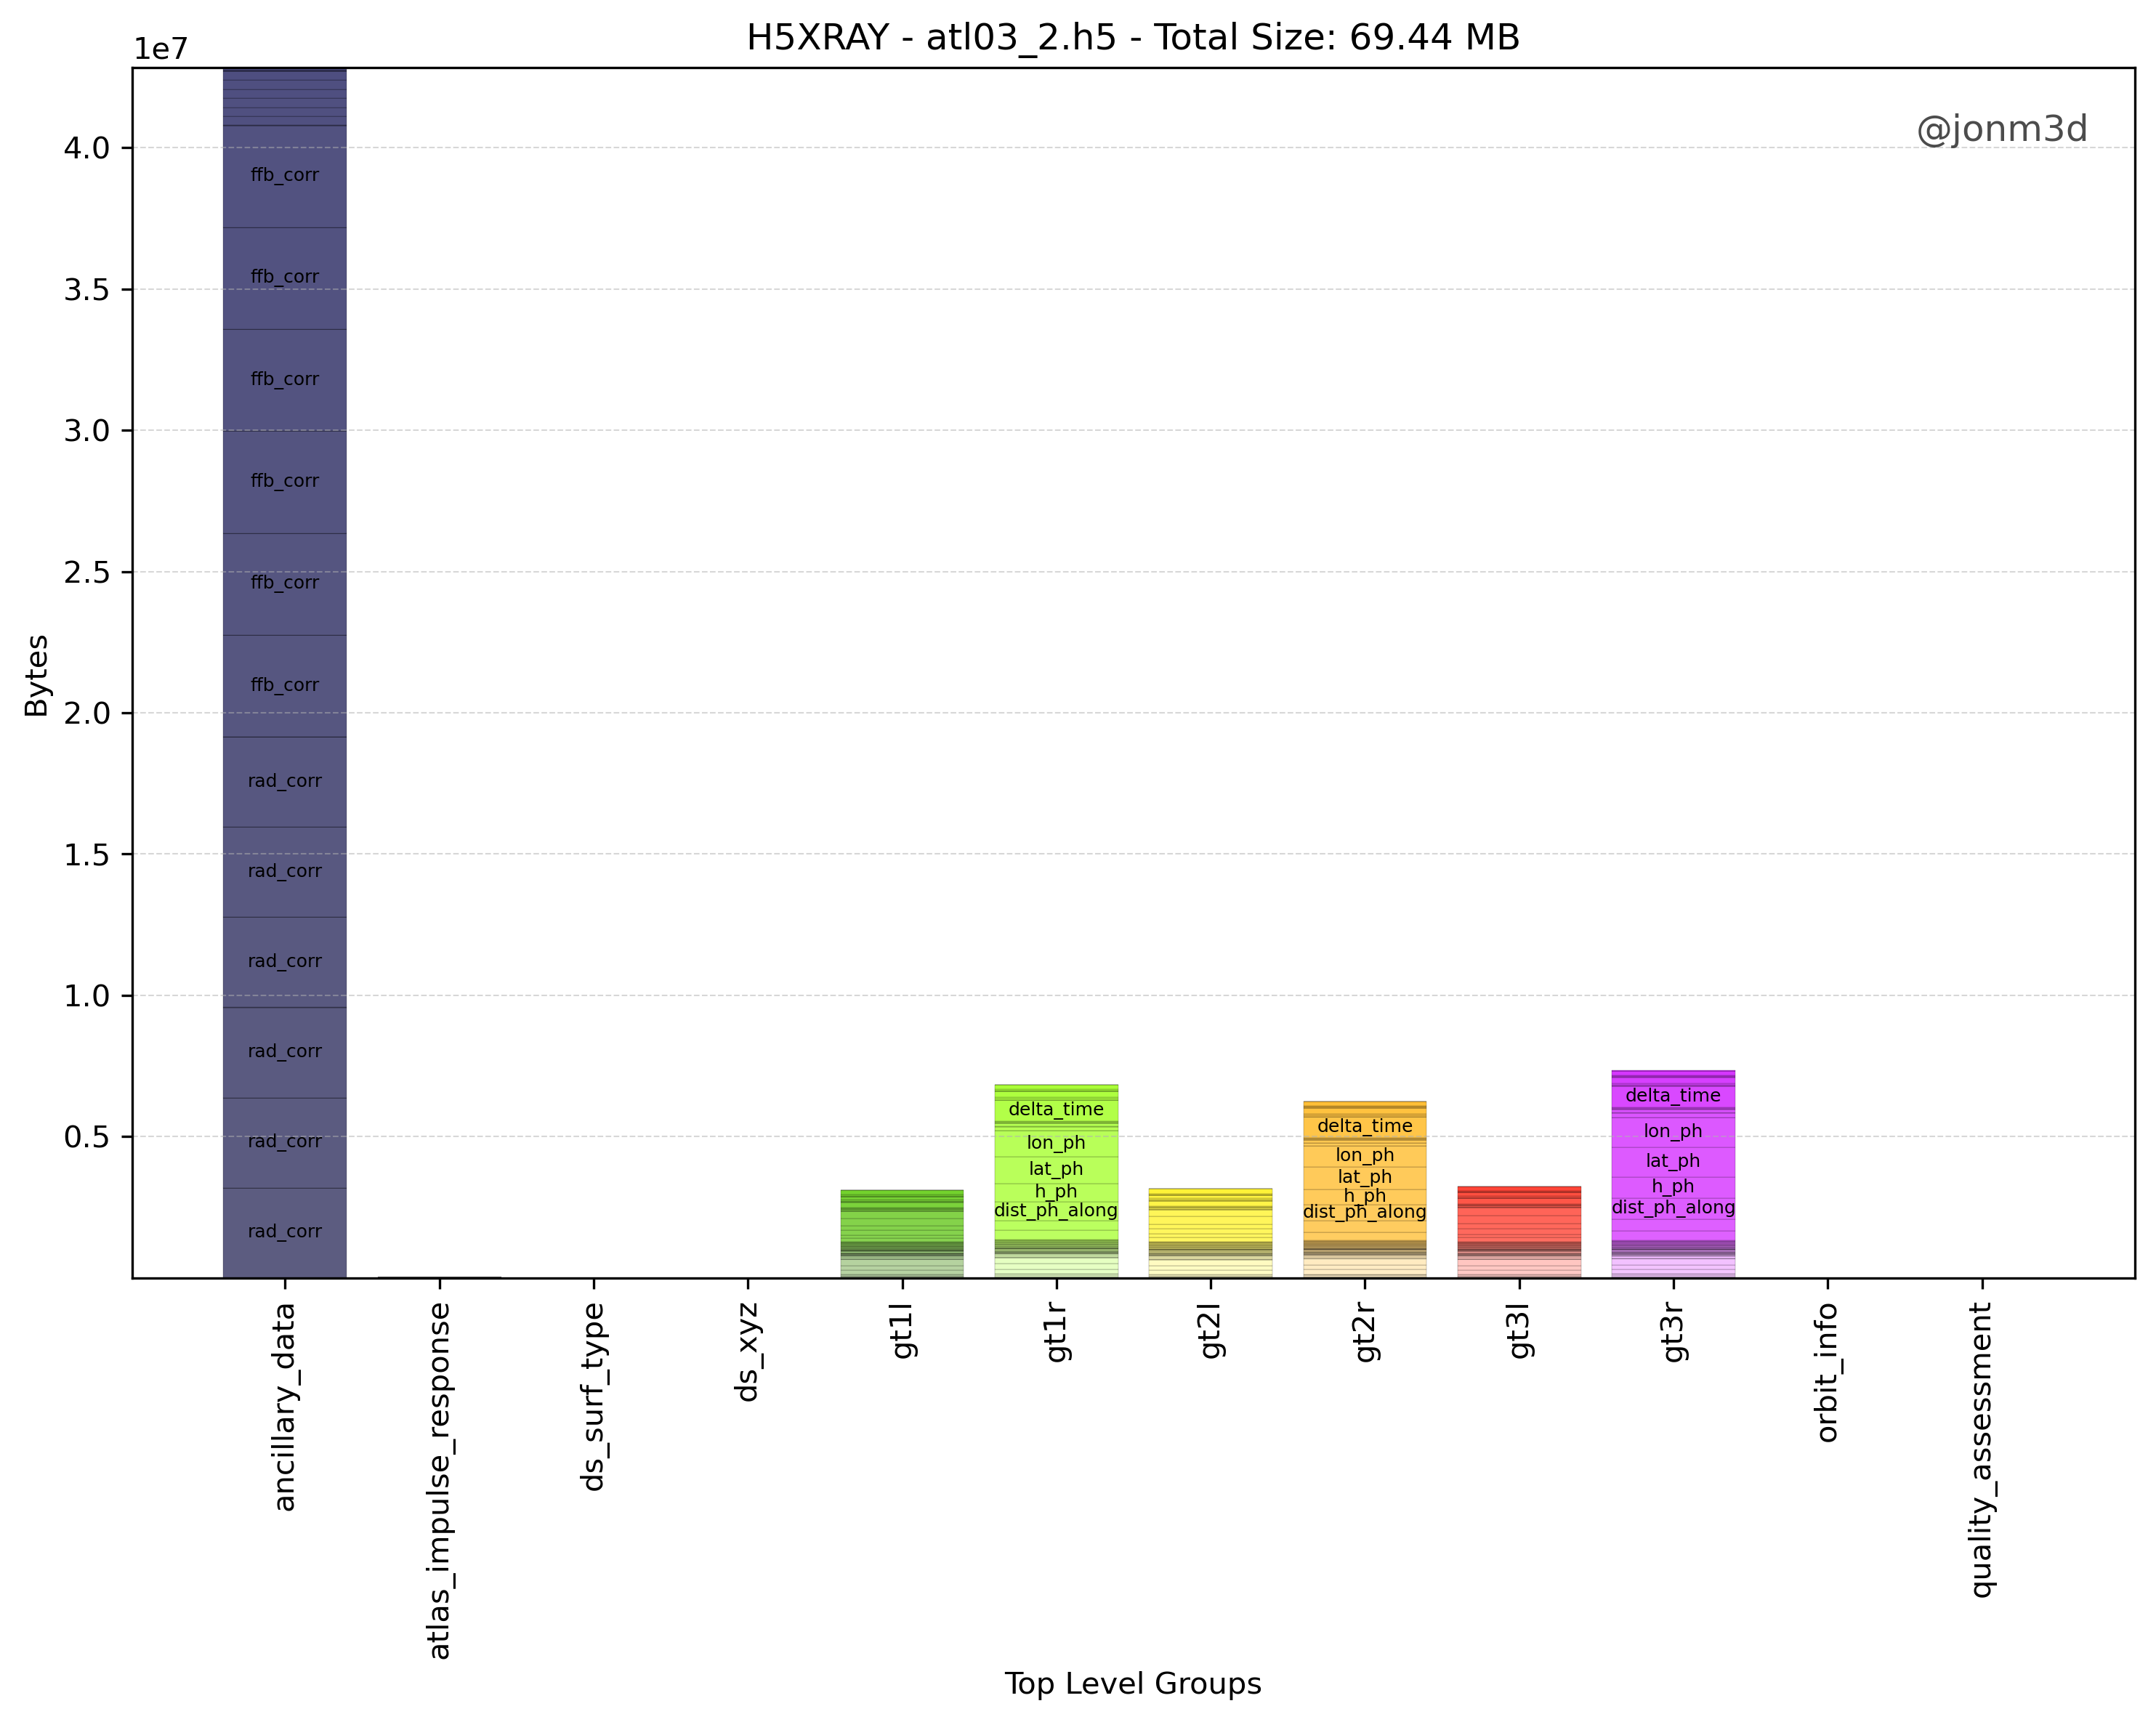 H5XRAY - atl03_2.h5 - Total Size: 69.44 MB
1e7
@jonm3d
4.0
3.5
3.0
2.5
2.0
1.5
1.0
0.5
Bytes
ffb_corr
ffb_corr
ffb_corr
ffb_corr
ffb_corr
ffb_corr
rad_corr
rad_corr
rad_corr
rad_corr
rad_corr
rad_corr
delta_time
lon_ph
lat_ph
h_ph
dist_ph_along
delta_time
lon_ph
lat_ph
h_ph
dist_ph_along
delta_time
lon_ph
lat_ph
h_ph
dist_ph_along
ancillary_data
atlas_impulse_response
ds_surf_type
ds_xyz
gt1l
gt1r
gt2l
gt2r
gt3l
gt3r
orbit_info
quality_assessment
Top Level Groups